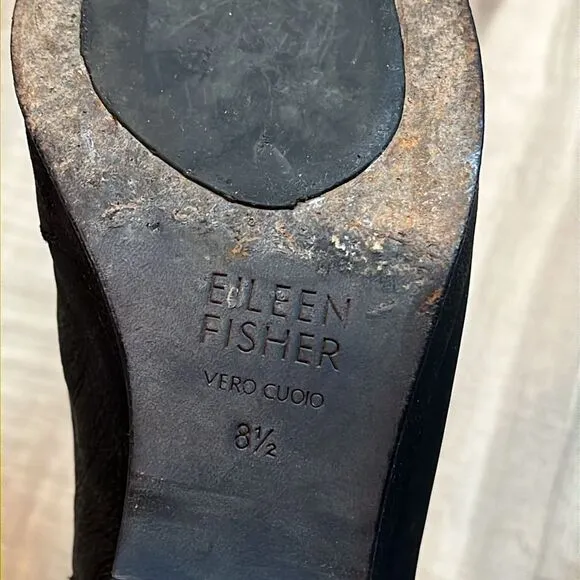 EILEEN
FISHER
VERO CUOIO
8½